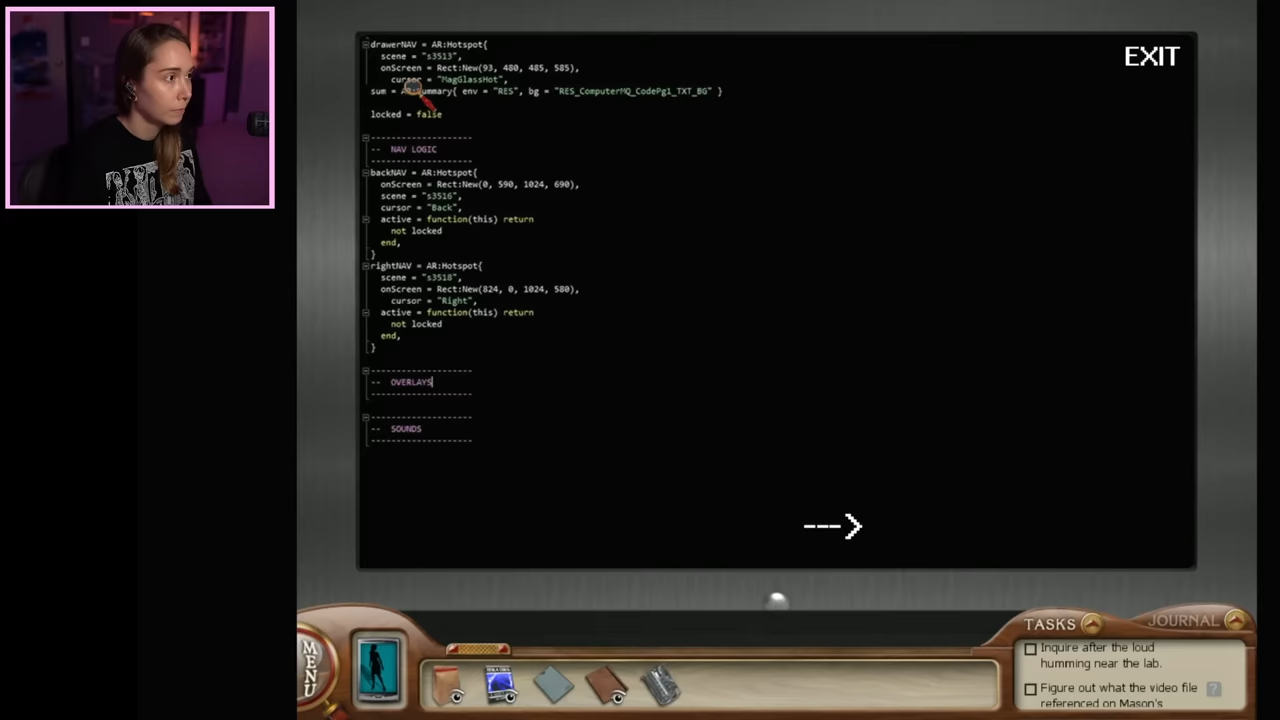 drawerNAV = AR:Hotspot{
scene = "s3513",
onScreen = Rect:New(93, 480, 485, 585),
cursor = "MagGlassHot",
sum = AR:Summary{ env = "RES", bg = "RES_ComputerMQ_CodePg1_TXT_BG" }
locked = false
--------------------
-- NAV LOGIC
--------------------
backNAV = AR:Hotspot{
onScreen = Rect:New(0, 590, 1024, 690),
scene = "s3516",
cursor = "Back",
active = function(this) return
not locked
end,
}
rightNAV = AR:Hotspot{
scene = "s3518",
onScreen = Rect:New(824, 0, 1024, 580),
cursor = "Right",
active = function(this) return
not locked
end,
}
--------------------
-- OVERLAYS
--------------------
--------------------
-- SOUNDS
--------------------
EXIT
--->
MENU
TASKS
JOURNAL
Inquire after the loud
humming near the lab.
Figure out what the video file
referenced on Mason's
?